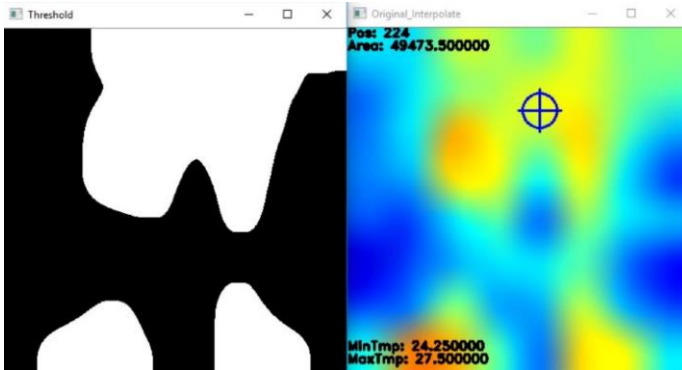 Threshold
Original_Interpolate
Pos: 224
Area: 49473.500000
MinTmp: 24.250000
MaxTmp: 27.500000